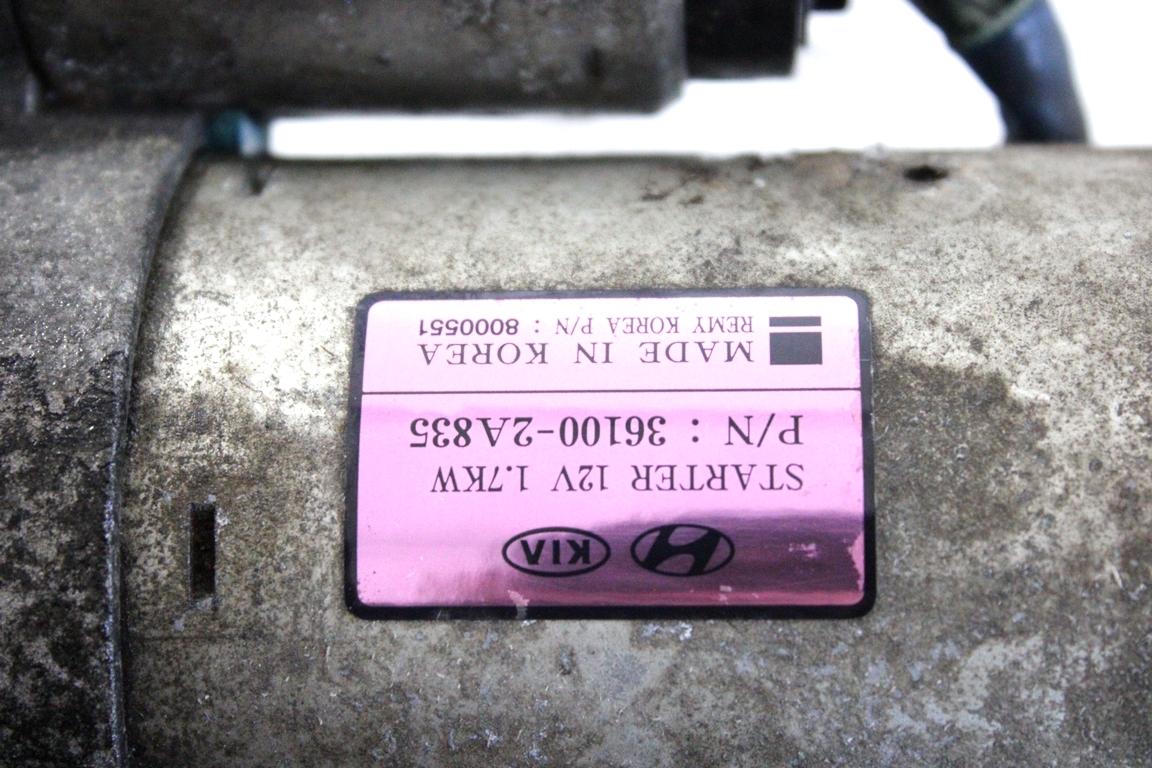 KIA
STARTER 12V 1.7KW
P/N : 36100-2A835
MADE IN KOREA
REMY KOREA P/N : 8000551